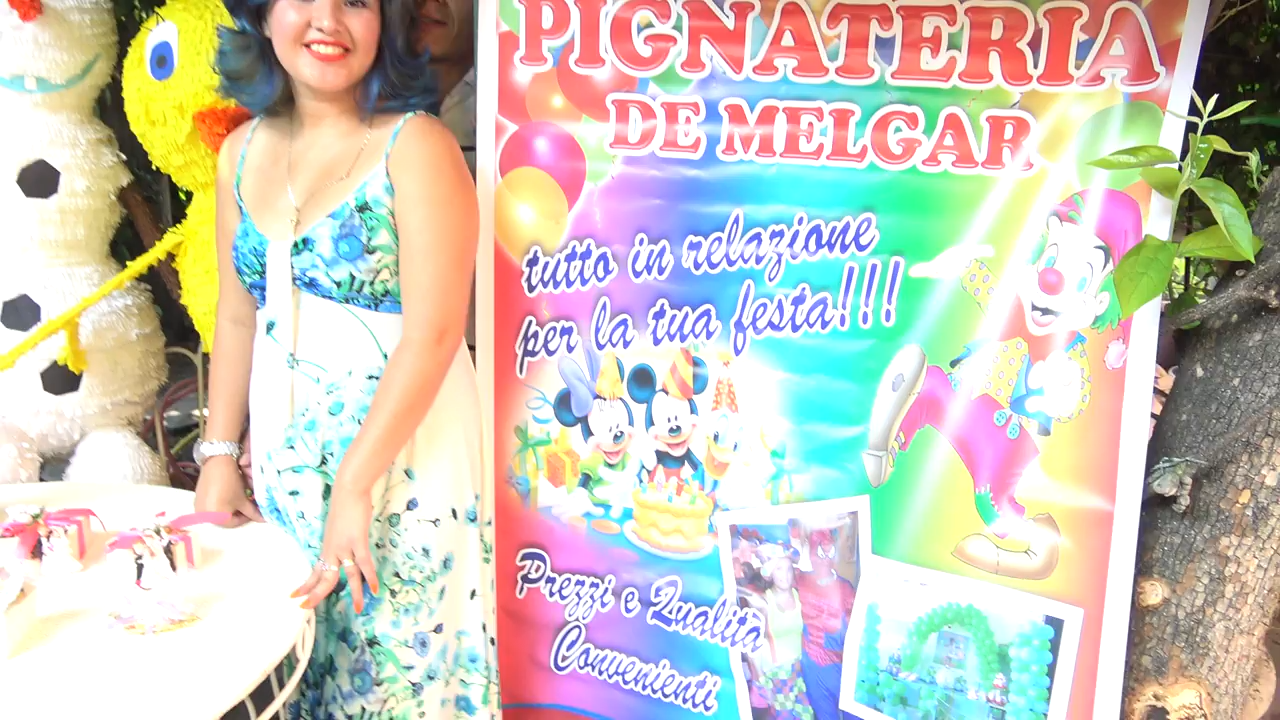 PIGNATERIA
DE MELGAR
tutto in relazione
per la tua festa!!!
Prezzi e Qualità
Convenienti